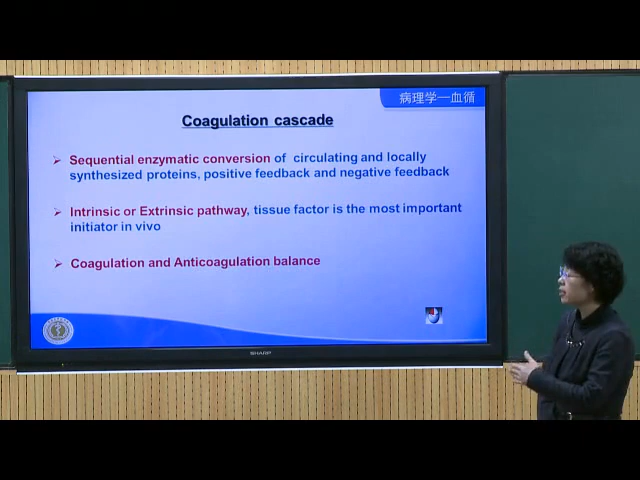 病理学—血循
Coagulation cascade
➢ Sequential enzymatic conversion of circulating and locally
synthesized proteins, positive feedback and negative feedback
➢ Intrinsic or Extrinsic pathway, tissue factor is the most important
initiator in vivo
➢ Coagulation and Anticoagulation balance
SHARP